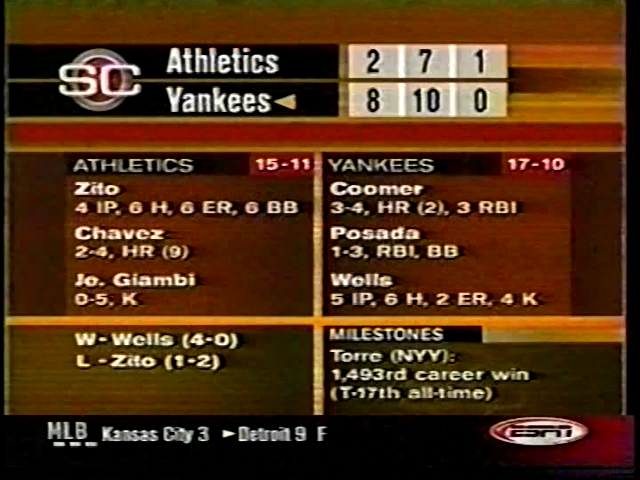 SC
Athletics 2 7 1
Yankees 8 10 0
ATHLETICS 15-11
Zito
4 IP, 6 H, 6 ER, 6 BB
Chavez
2-4, HR (9)
Je. Giambi
0-5, K
YANKEES 17-10
Coomer
3-4, HR (2), 3 RBI
Posada
1-3, RBI, BB
Wells
5 IP, 6 H, 2 ER, 4 K
W - Wells (4-0)
L - Zito (1-2)
MILESTONES
Torre (NYY):
1,493rd career win
(T-17th all-time)
MLB Kansas City 3 Detroit 9 F
ESPN